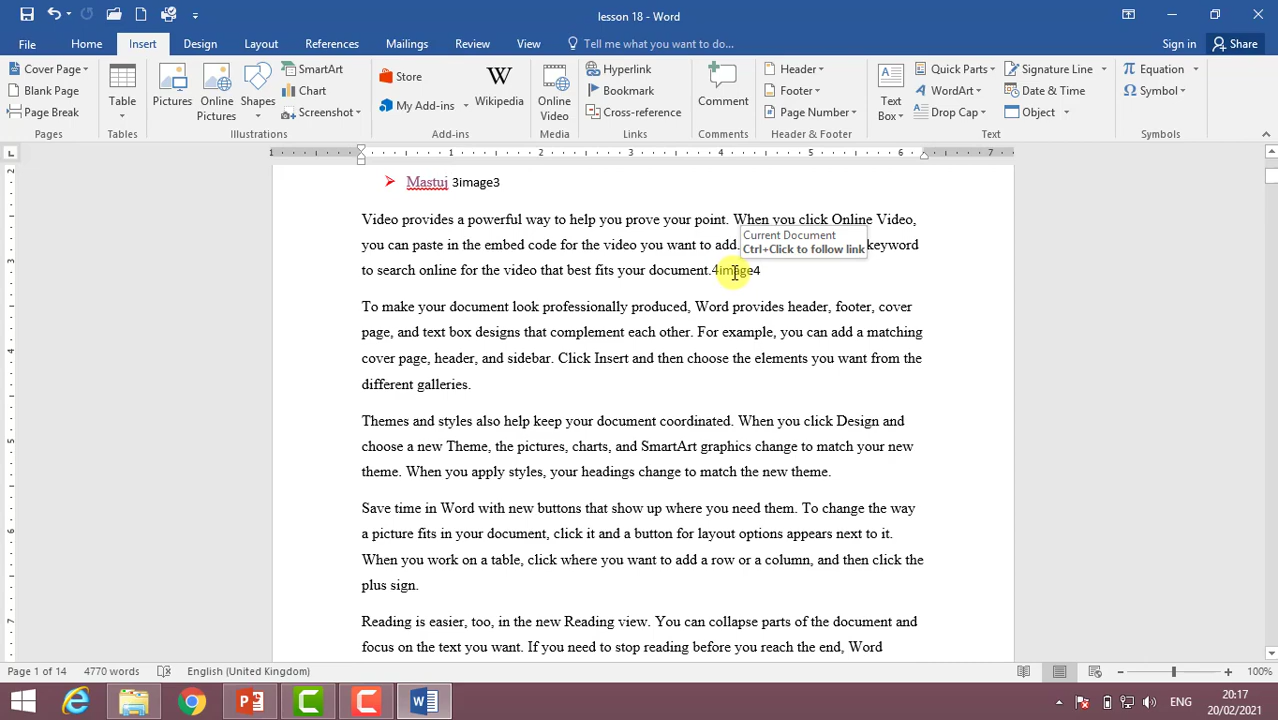 lesson 18 - Word
File Home Insert Design Layout References Mailings Review View Tell me what you want to do... Sign in Share
Cover Page
Blank Page
Page Break
Pages
Table
Tables
Pictures
Online Pictures
Shapes
SmartArt
Chart
Screenshot
Illustrations
Store
My Add-ins
Wikipedia
Add-ins
Online Video
Media
Hyperlink
Bookmark
Cross-reference
Links
Comment
Comments
Header
Footer
Page Number
Header & Footer
Text Box
Quick Parts
WordArt
Drop Cap
Signature Line
Date & Time
Object
Text
Equation
Symbol
Symbols
1 1 2 3 4 5 6 7
2
4
5
6
7
Mastuj 3image3
Video provides a powerful way to help you prove your point. When you click Online Video,
you can paste in the embed code for the video you want to add. keyword
Current Document
Ctrl+Click to follow link
to search online for the video that best fits your document.4image4
To make your document look professionally produced, Word provides header, footer, cover
page, and text box designs that complement each other. For example, you can add a matching
cover page, header, and sidebar. Click Insert and then choose the elements you want from the
different galleries.
Themes and styles also help keep your document coordinated. When you click Design and
choose a new Theme, the pictures, charts, and SmartArt graphics change to match your new
theme. When you apply styles, your headings change to match the new theme.
Save time in Word with new buttons that show up where you need them. To change the way
a picture fits in your document, click it and a button for layout options appears next to it.
When you work on a table, click where you want to add a row or a column, and then click the
plus sign.
Reading is easier, too, in the new Reading view. You can collapse parts of the document and
focus on the text you want. If you need to stop reading before you reach the end, Word
Page 1 of 14 4770 words English (United Kingdom) 100%
ENG
20:17
20/02/2021